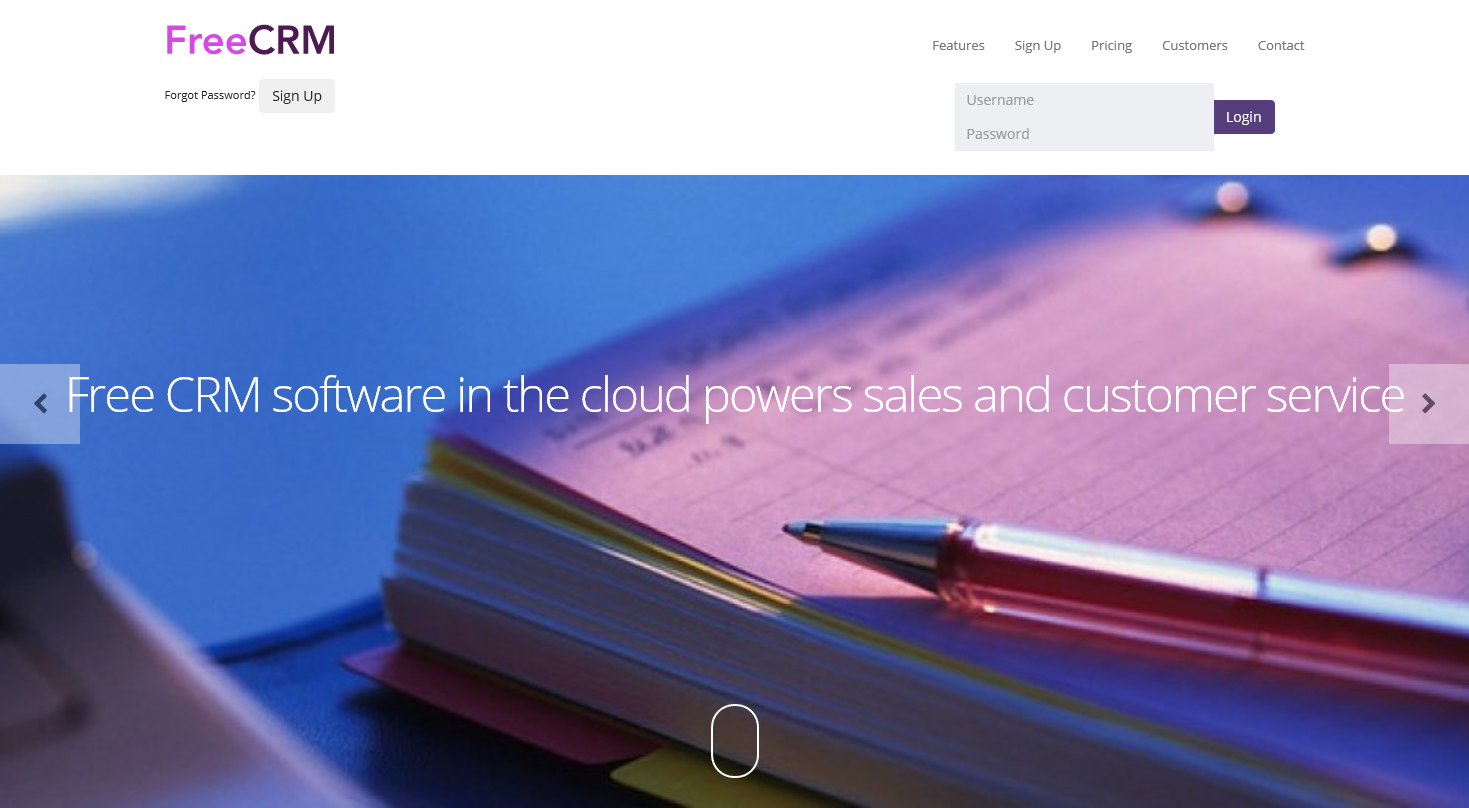 FreeCRM
Features Sign Up Pricing Customers Contact
Forgot Password? Sign Up
Username
Password
Login
Free CRM software in the cloud powers sales and customer service